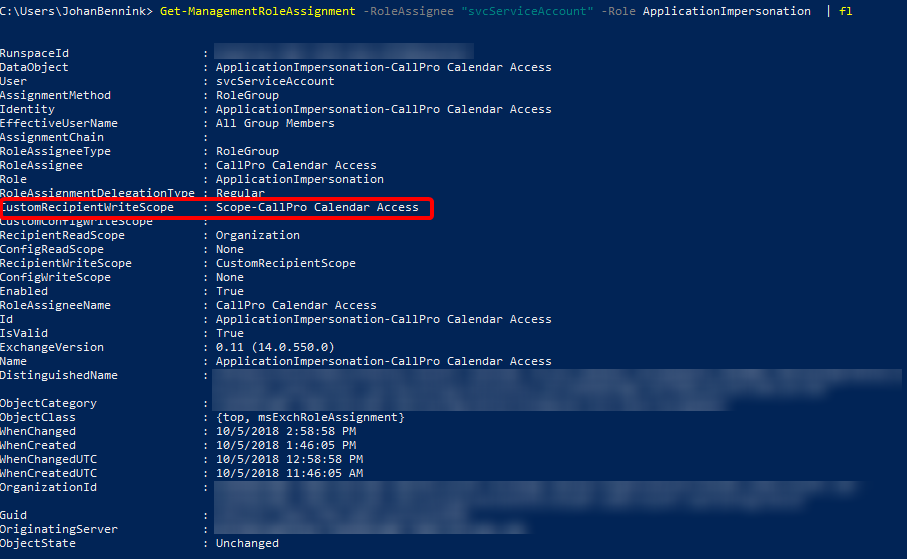 C:\Users\JohanBennink> Get-ManagementRoleAssignment -RoleAssignee "svcServiceAccount" -Role ApplicationImpersonation | fl
RunspaceId :
DataObject : ApplicationImpersonation-CallPro Calendar Access
User : svcServiceAccount
AssignmentMethod : RoleGroup
Identity : ApplicationImpersonation-CallPro Calendar Access
EffectiveUserName : All Group Members
AssignmentChain :
RoleAssigneeType : RoleGroup
RoleAssignee : CallPro Calendar Access
Role : ApplicationImpersonation
RoleAssignmentDelegationType : Regular
CustomRecipientWriteScope : Scope-CallPro Calendar Access
CustomConfigWriteScope :
RecipientReadScope : Organization
ConfigReadScope : None
RecipientWriteScope : CustomRecipientScope
ConfigWriteScope : None
Enabled : True
RoleAssigneeName : CallPro Calendar Access
Id : ApplicationImpersonation-CallPro Calendar Access
IsValid : True
ExchangeVersion : 0.11 (14.0.550.0)
Name : ApplicationImpersonation-CallPro Calendar Access
DistinguishedName :
ObjectCategory :
ObjectClass : {top, msExchRoleAssignment}
WhenChanged : 10/5/2018 2:58:58 PM
WhenCreated : 10/5/2018 1:46:05 PM
WhenChangedUTC : 10/5/2018 12:58:58 PM
WhenCreatedUTC : 10/5/2018 11:46:05 AM
OrganizationId :
Guid :
OriginatingServer :
ObjectState : Unchanged